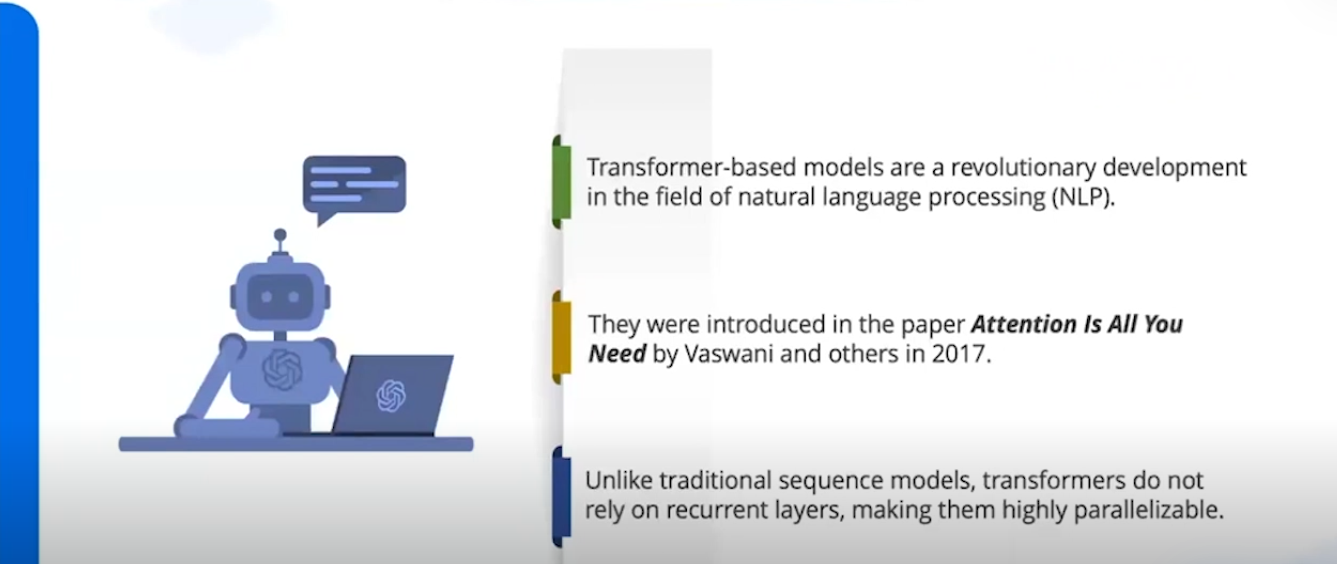 Transformer-based models are a revolutionary development
in the field of natural language processing (NLP).
They were introduced in the paper Attention Is All You
Need by Vaswani and others in 2017.
Unlike traditional sequence models, transformers do not
rely on recurrent layers, making them highly parallelizable.